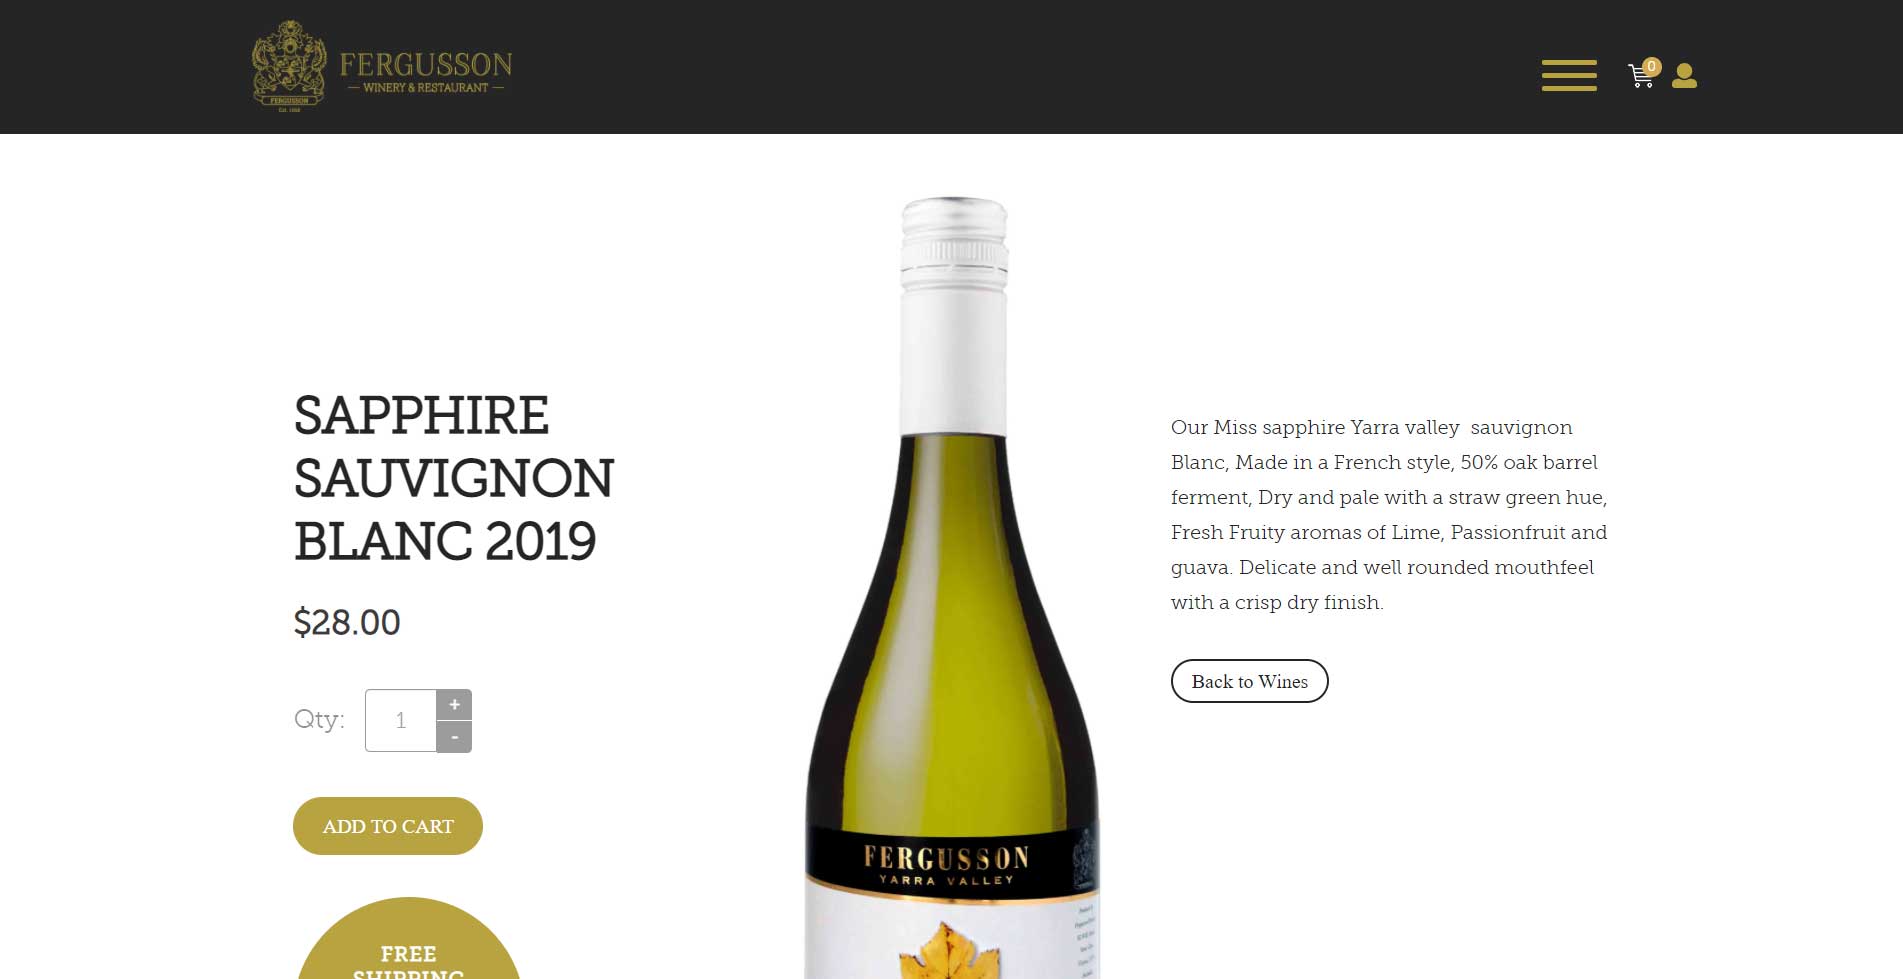 FERGUSSON
WINERY & RESTAURANT
FERGUSSON
0
SAPPHIRE
SAUVIGNON
BLANC 2019
$28.00
Qty:
1
+
-
ADD TO CART
FREE
SHIPPING
FERGUSSON
YARRA VALLEY
Our Miss sapphire Yarra valley  sauvignon
Blanc, Made in a French style, 50% oak barrel
ferment, Dry and pale with a straw green hue,
Fresh Fruity aromas of Lime, Passionfruit and
guava. Delicate and well rounded mouthfeel
with a crisp dry finish.
Back to Wines